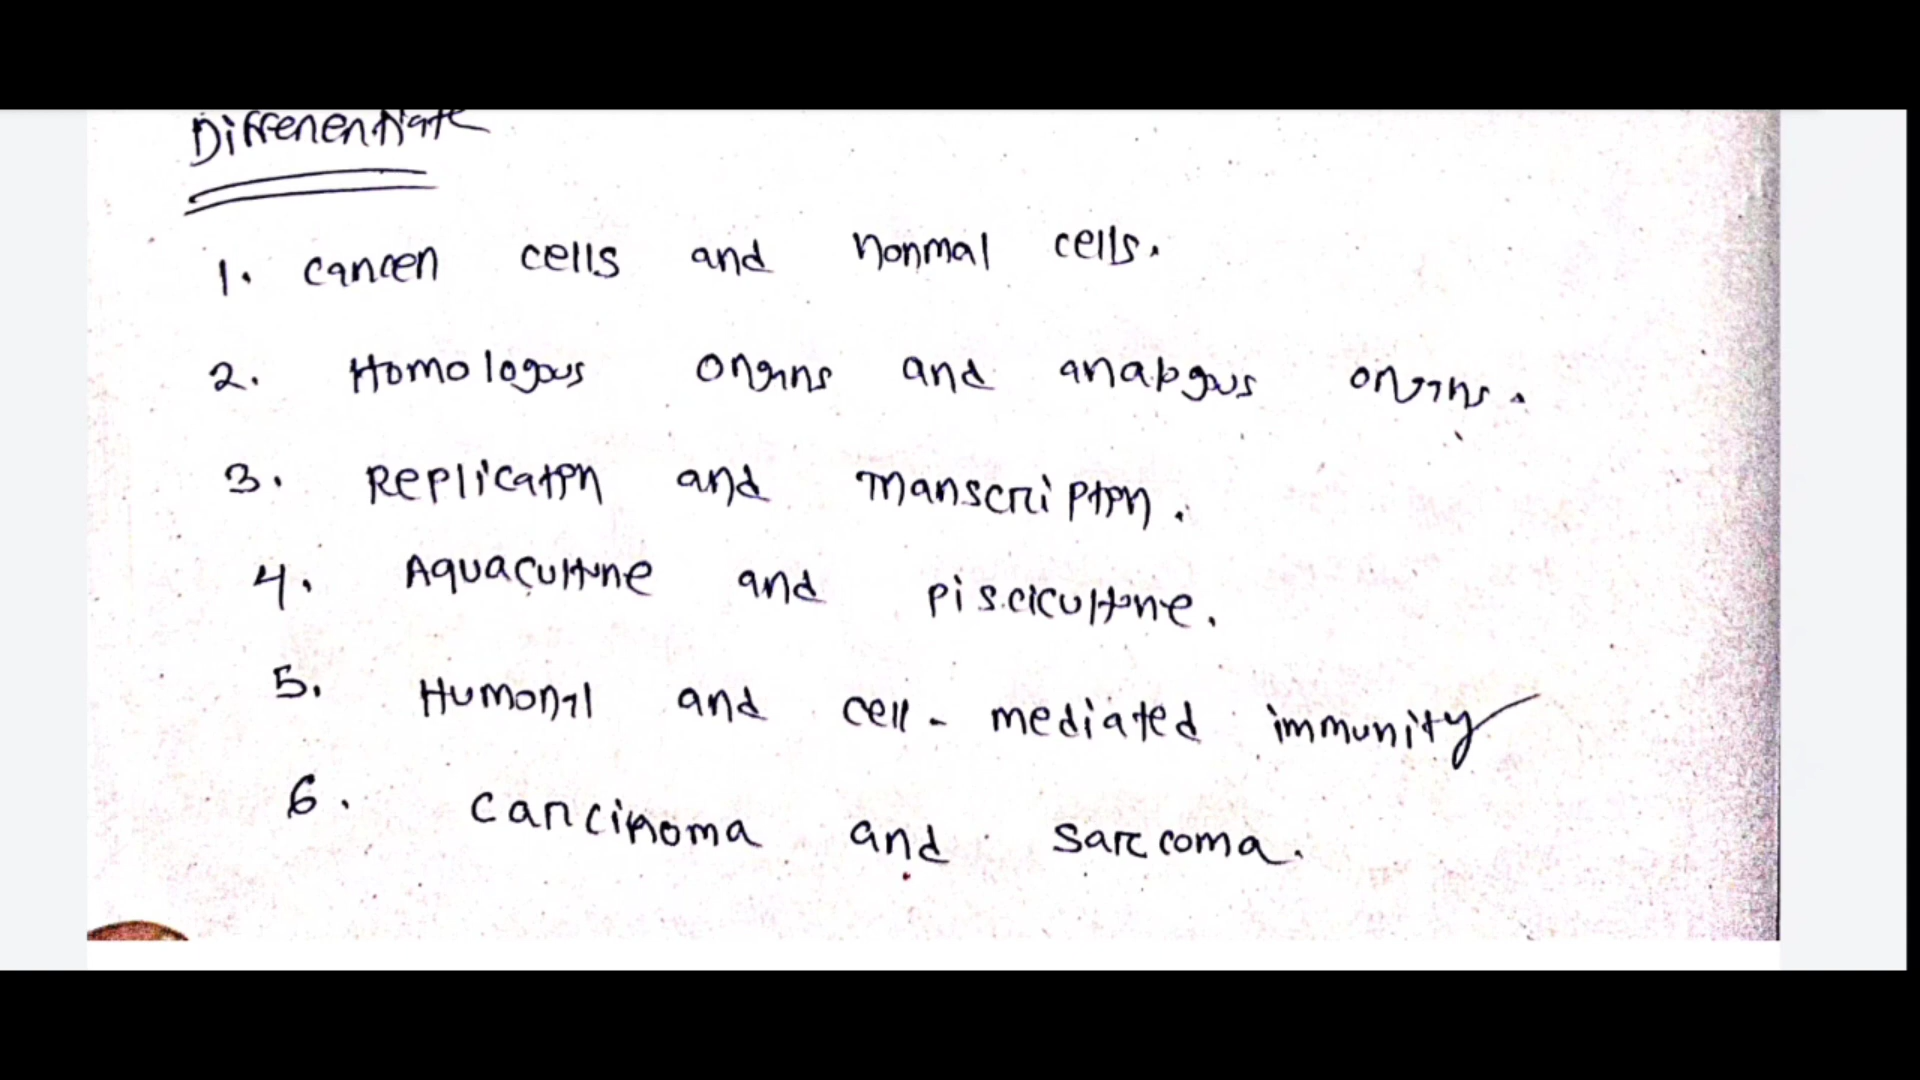 Differentiate
1. cancer cells and normal cells.
2. Homologous organs and analogous organs.
3. Replication and Transcription.
4. Aquaculture and pisciculture.
5. Humoral and cell-mediated immunity
6. Carcinoma and sarcoma.